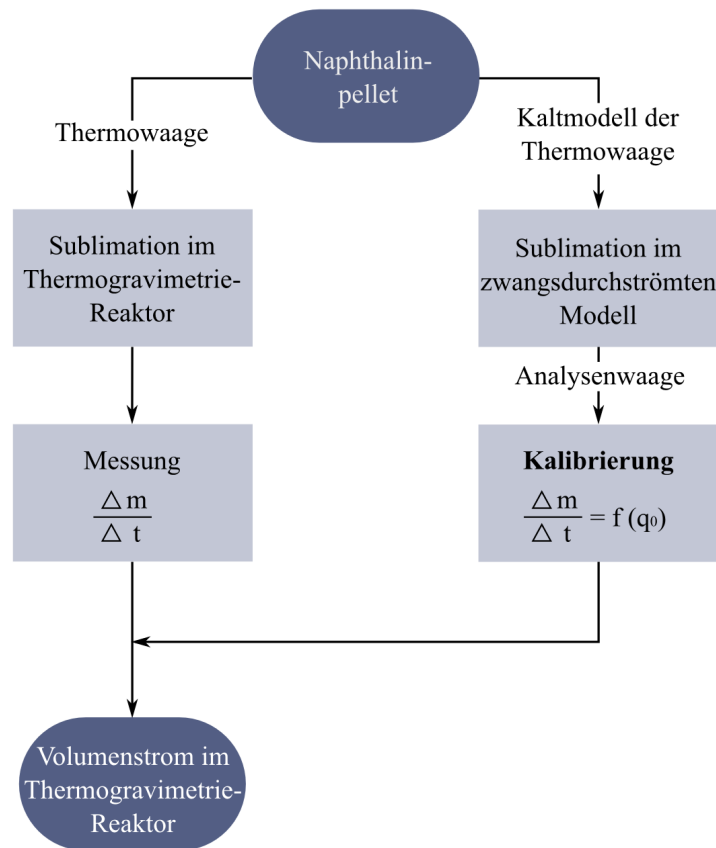 Naphthalin-
pellet
Thermowaage
Kaltmodell der
Thermowaage
Sublimation im
Thermogravimetrie-
Reaktor
Sublimation im
zwangsdurchströmten
Modell
Analysenwaage
Messung
△ m
△ t
Kalibrierung
△ m
△ t
= f (q₀)
Volumenstrom im
Thermogravimetrie-
Reaktor